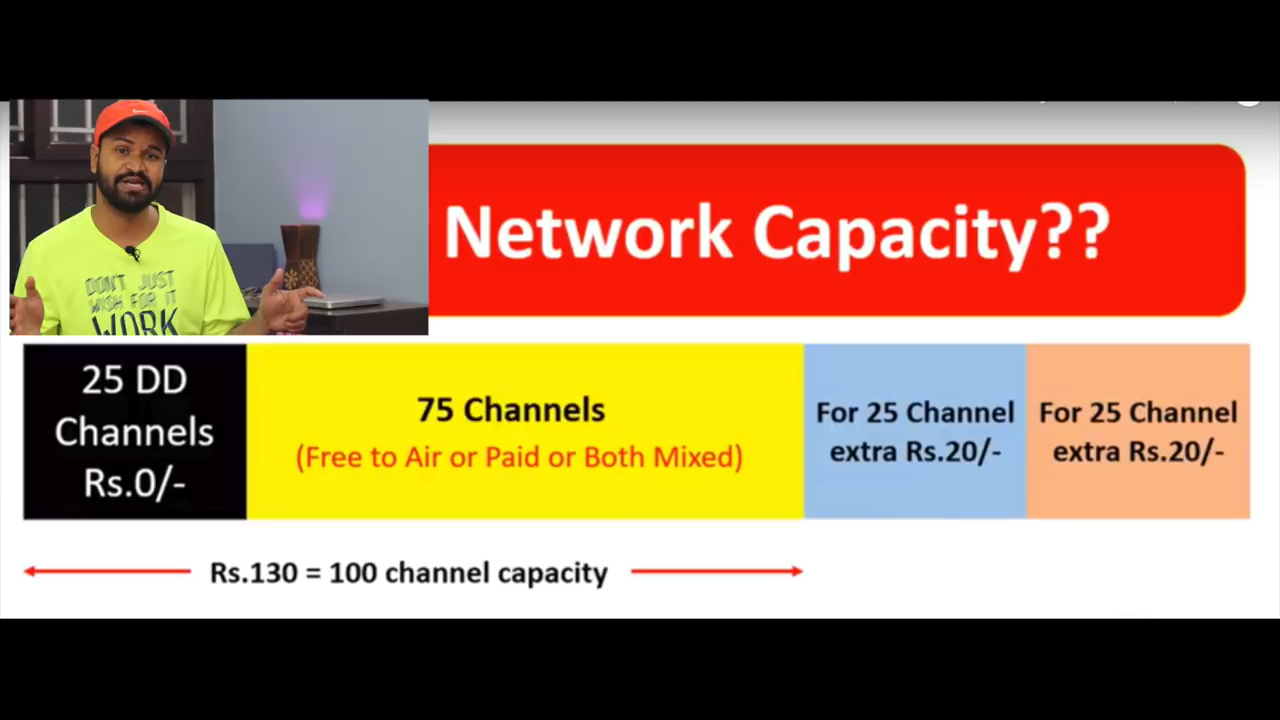 Network Capacity??
DON'T JUST
WISH FOR IT
WORK
25 DD
Channels
Rs.0/-
75 Channels
(Free to Air or Paid or Both Mixed)
For 25 Channel
extra Rs.20/-
For 25 Channel
extra Rs.20/-
Rs.130 = 100 channel capacity